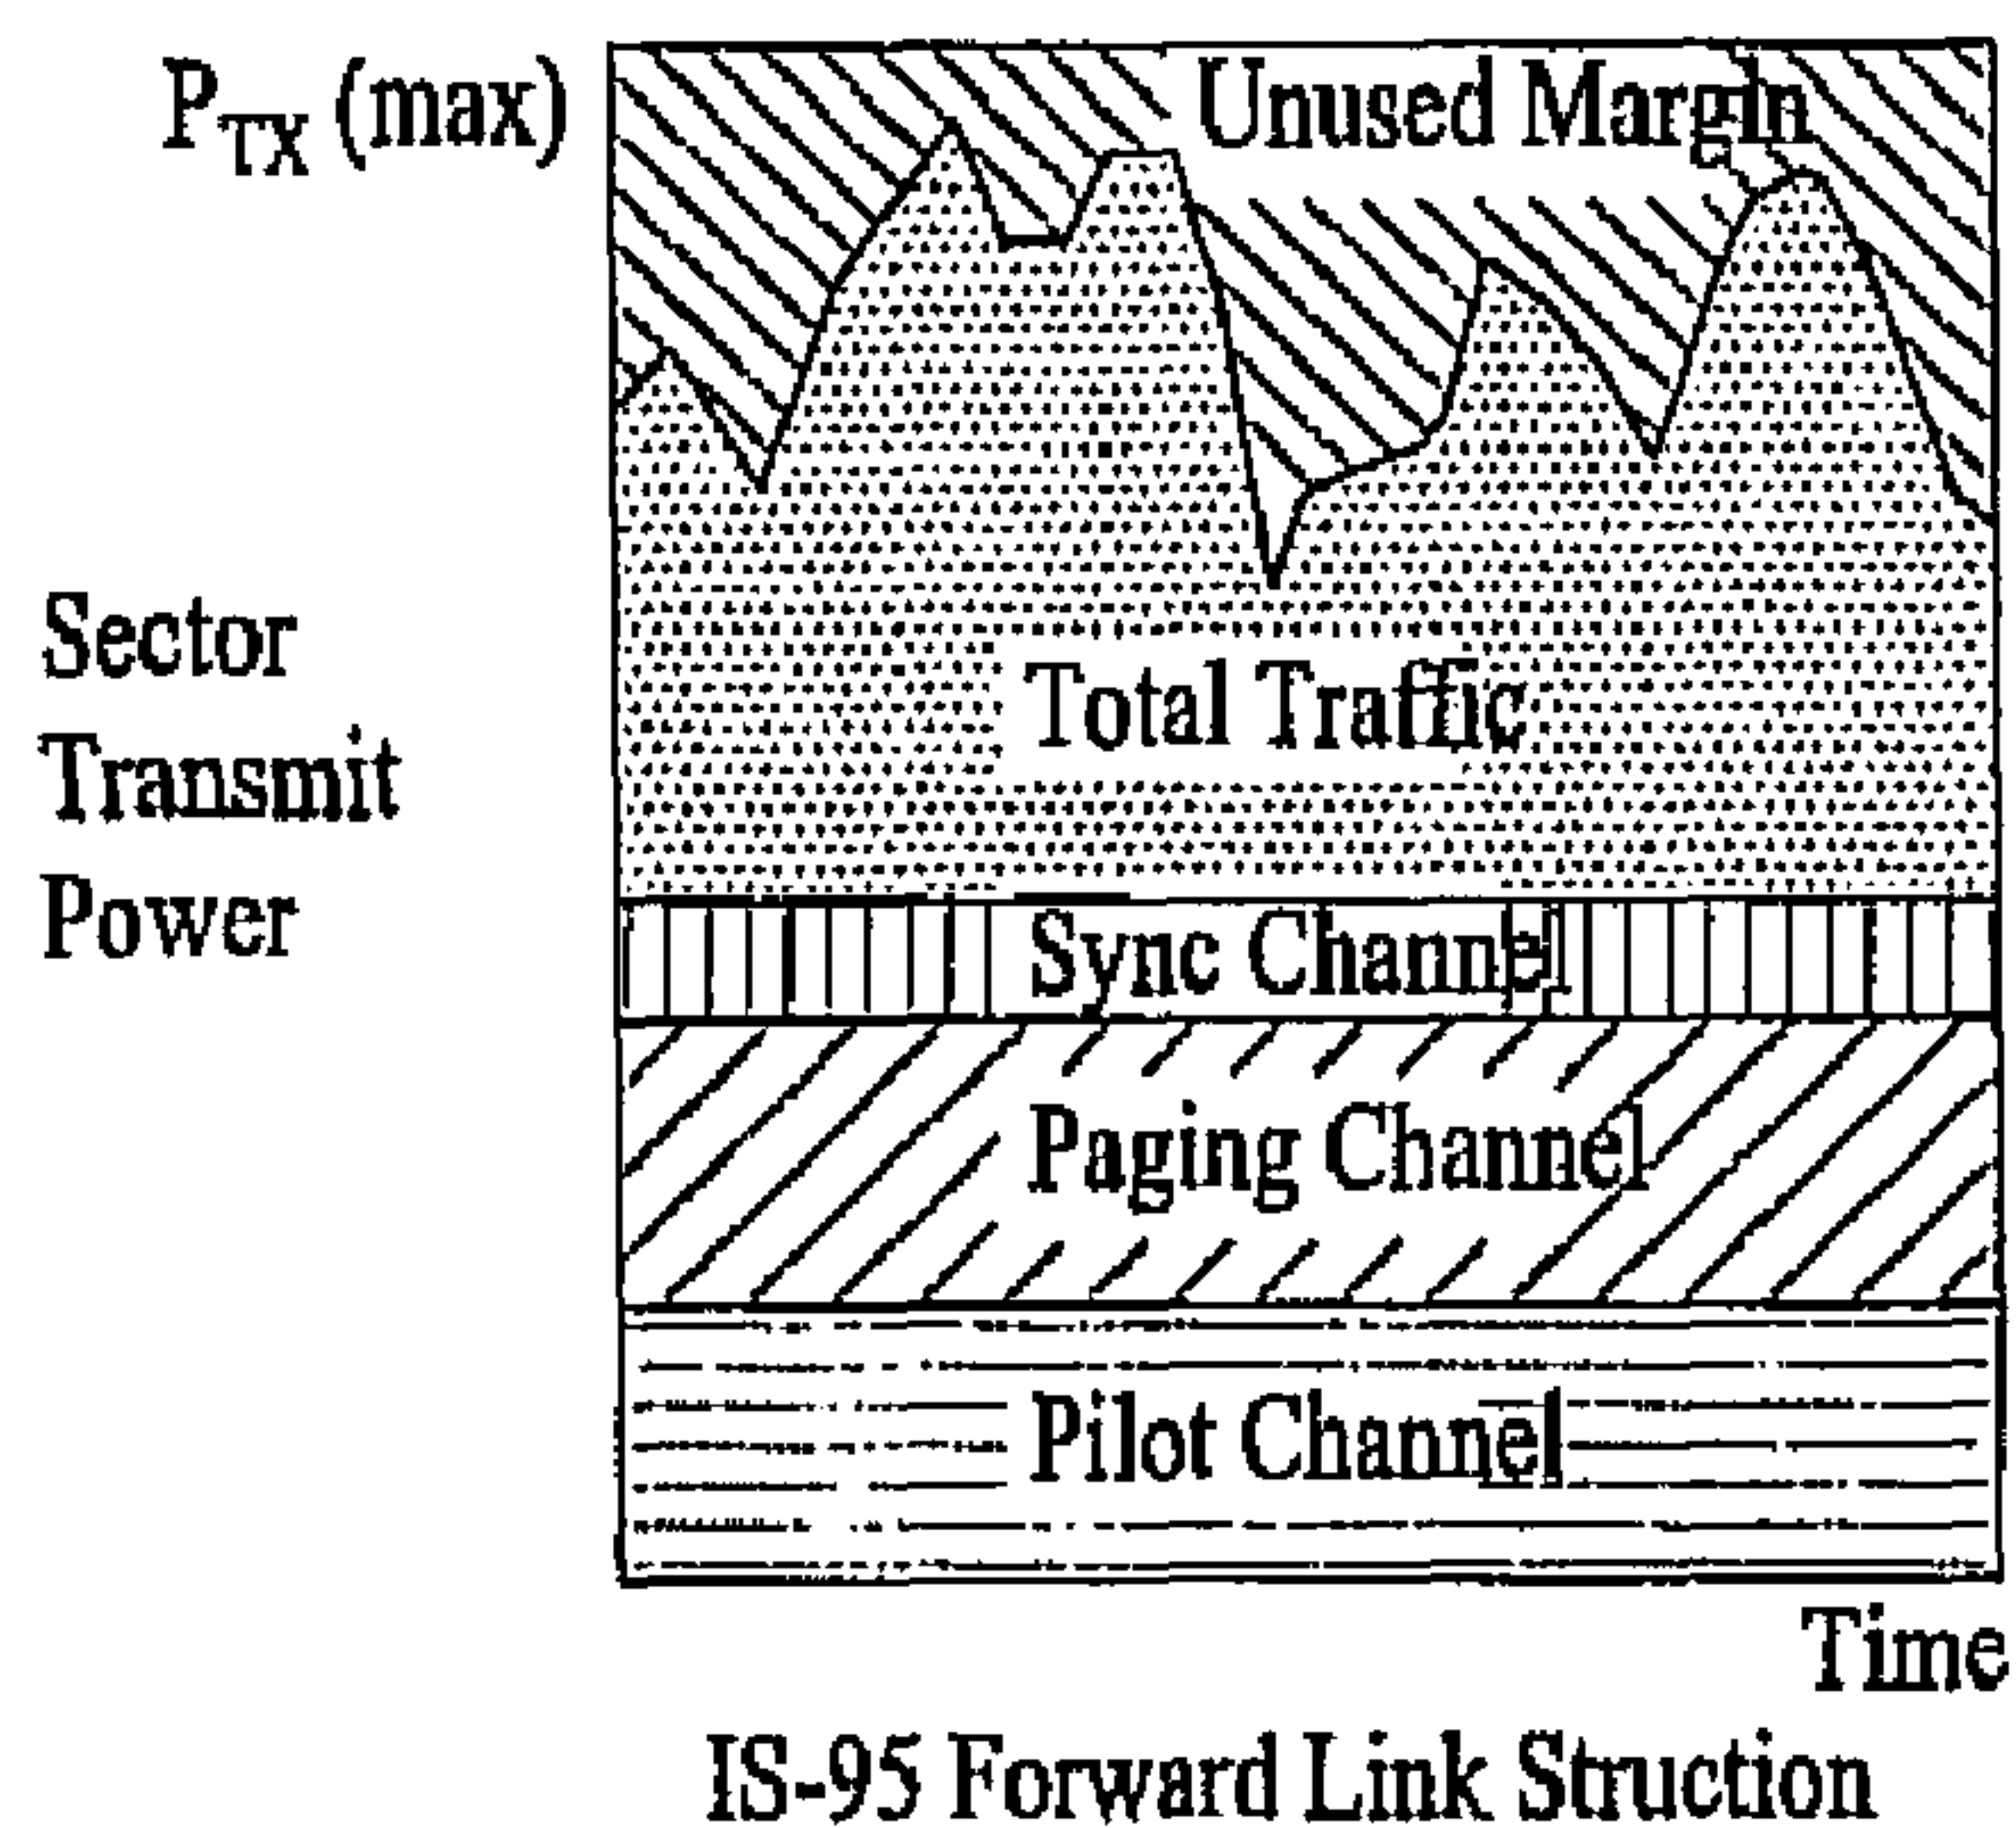 P_TX (max)
Unused Margin
Sector
Transmit
Power
Total Traffic
Sync Channel
Paging Channel
Pilot Channel
Time
IS-95 Forward Link Struction